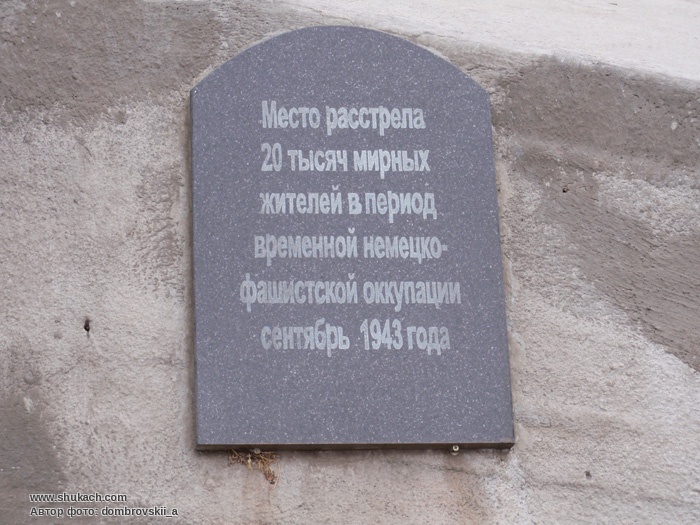 Место расстрела
20 тысяч мирных
жителей в период
временной немецко-
фашистской оккупации
сентябрь 1943 года
www.shukach.com
Автор фото: dombrovskii_a